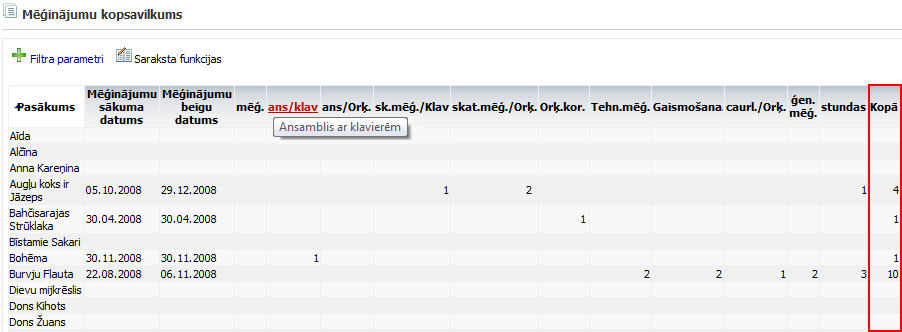 Mēģinājumu kopsavilkums
Filtra parametri Saraksta funkcijas
Pasākums Mēģinājumu sākuma datums Mēģinājumu beigu datums mēģ. ans/klav ans/Orķ. sk.mēģ./Klav skat.mēģ./Orķ. Orķ.kor. Tehn.mēģ. Gaismošana. caurl./Orķ. ģen. mēģ. stundas Kopā
Ansamblis ar klavierēm
Aīda
Alčīna
Anna Kareņina
Augļu koks ir Jāzeps 05.10.2008 29.12.2008 1 2 1 4
Bahčisarajas Strūklaka 30.04.2008 30.04.2008 1 1
Bīstamie Sakari
Bohēma 30.11.2008 30.11.2008 1 1
Burvju Flauta 22.08.2008 06.11.2008 2 2 1 2 3 10
Dievu mijkrēslis
Dons Kihots
Dons Žuans